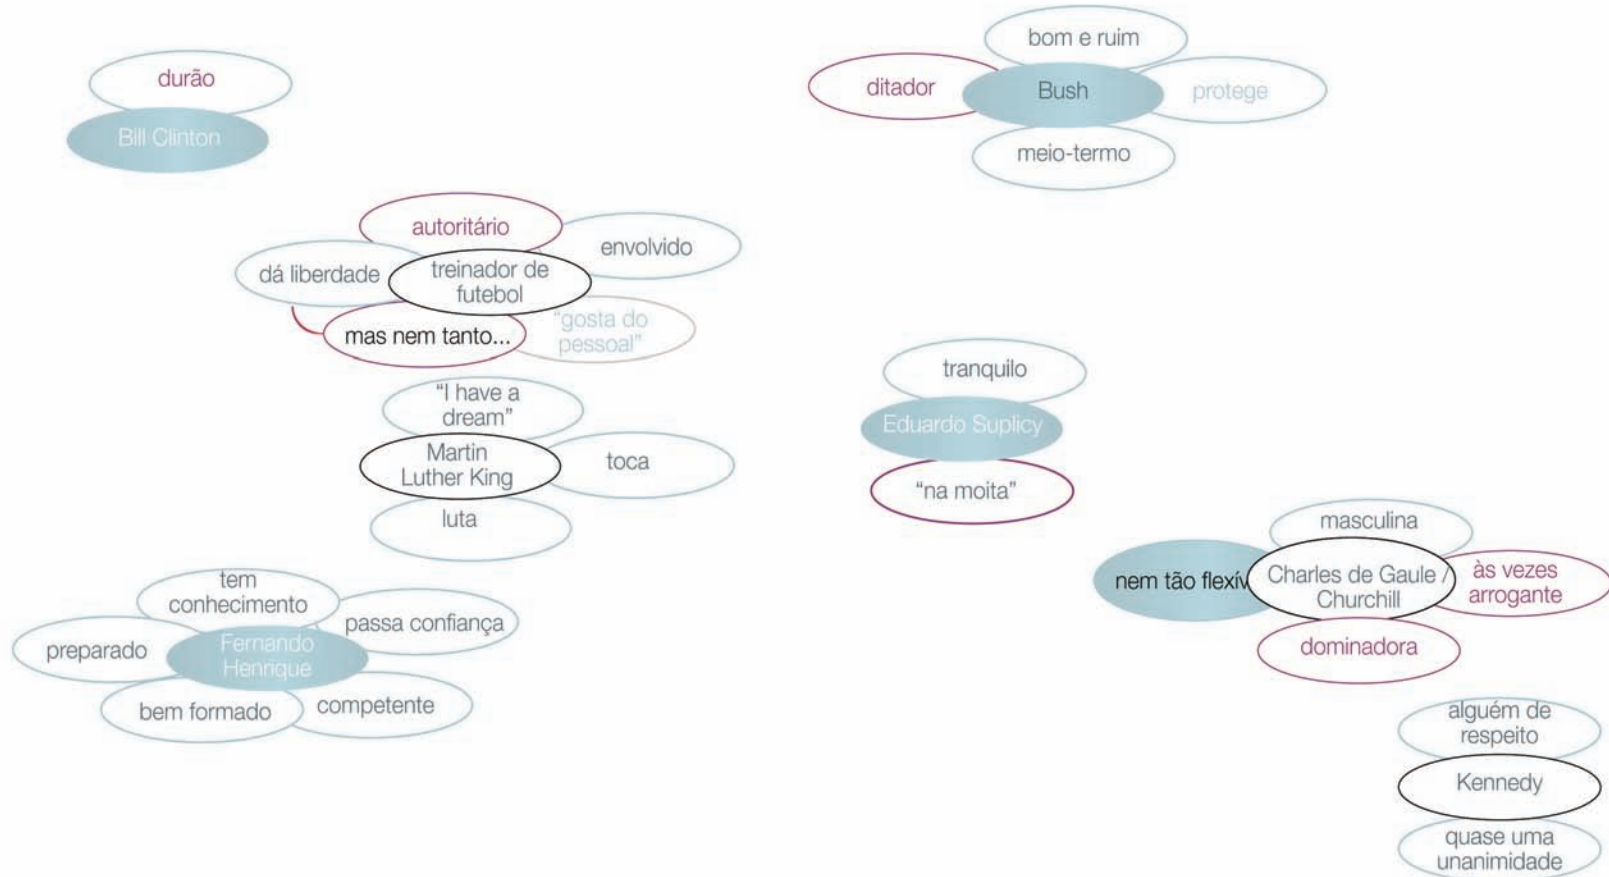 durão
Bill Clinton
bom e ruim
ditador
Bush
protege
meio-termo
autoritário
envolvido
dá liberdade
treinador de
futebol
mas nem tanto...
"gosta do
pessoal"
"I have a
dream"
Martin
Luther King
toca
luta
tranquilo
Eduardo Suplicy
"na moita"
tem
conhecimento
passa confiança
preparado
Fernando
Henrique
bem formado
competente
masculina
nem tão flexív
Charles de Gaule /
Churchill
às vezes
arrogante
dominadora
alguém de
respeito
Kennedy
quase uma
unanimidade